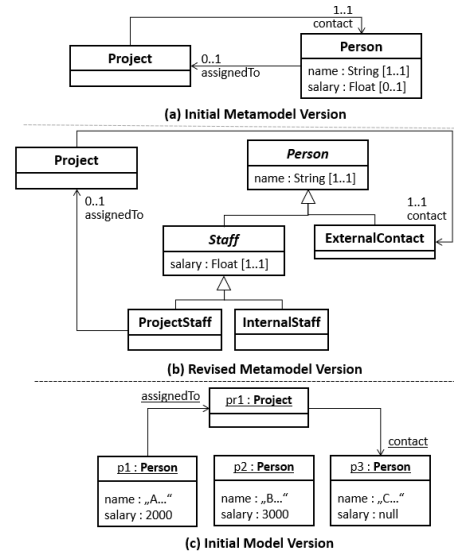 1..1
contact
Project
0..1
assignedTo
Person
name : String [1..1]
salary : Float [0..1]
(a) Initial Metamodel Version
Project
Person
name : String [1..1]
0..1
assignedTo
1..1
contact
Staff
salary : Float [1..1]
ExternalContact
ProjectStaff
InternalStaff
(b) Revised Metamodel Version
assignedTo
pr1 : Project
contact
p1 : Person
name : „A...“
salary : 2000
p2 : Person
name : „B...“
salary : 3000
p3 : Person
name : „C...“
salary : null
(c) Initial Model Version